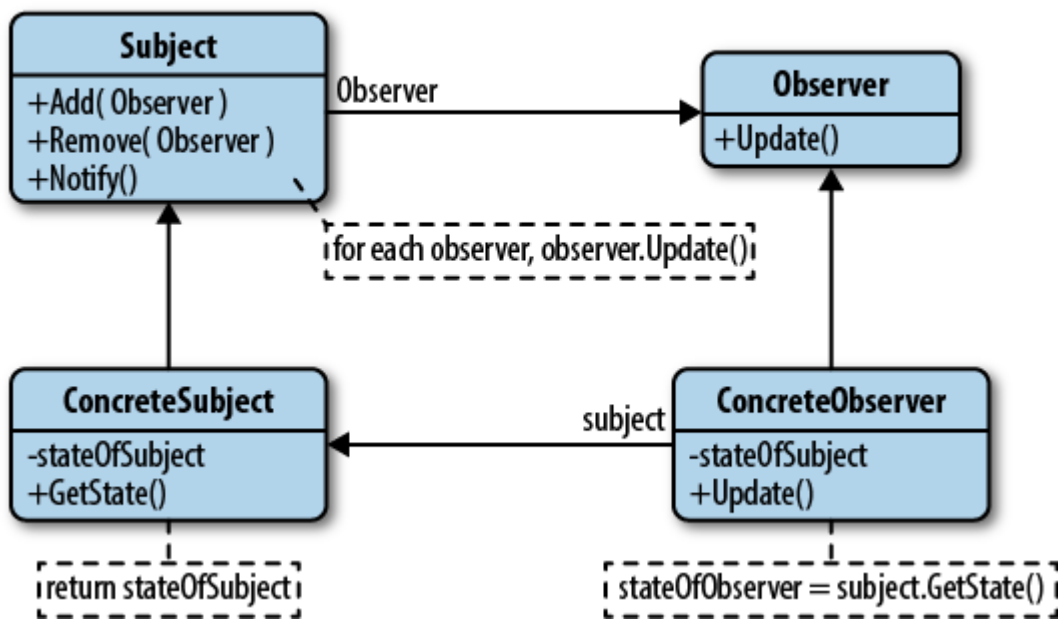 Subject
+Add( Observer )
+Remove( Observer )
+Notify()
Observer
Observer
+Update()
for each observer, observer.Update()
ConcreteSubject
-stateOfSubject
+GetState()
subject
ConcreteObserver
-stateOfSubject
+Update()
return stateOfSubject
stateOfObserver = subject.GetState()